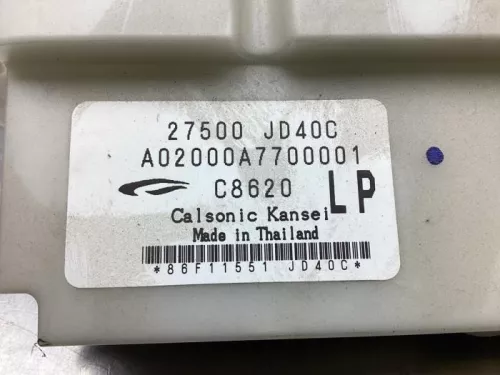 27500 JD40C
A02000A7700001
C8620
LP
Calsonic Kansei
Made in Thailand
*86F11551 JD40C*